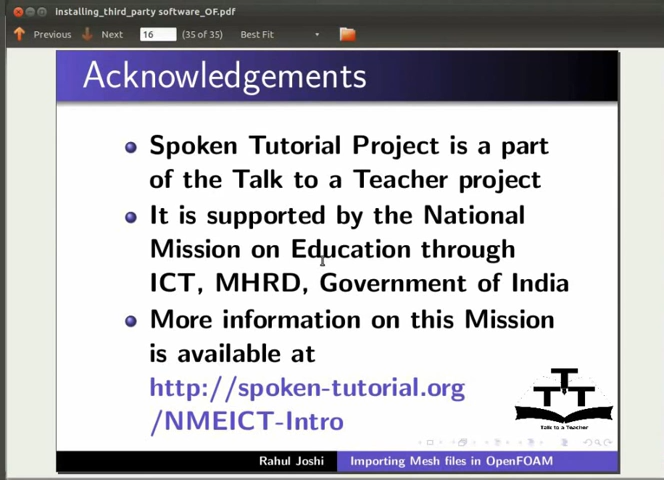 installing_third_party software_OF.pdf
Previous Next 16 (35 of 35) Best Fit
Acknowledgements
Spoken Tutorial Project is a part
of the Talk to a Teacher project
It is supported by the National
Mission on Education through
ICT, MHRD, Government of India
More information on this Mission
is available at
http://spoken-tutorial.org
/NMEICT-Intro
T T T
Talk to a Teacher
Rahul Joshi Importing Mesh files in OpenFOAM